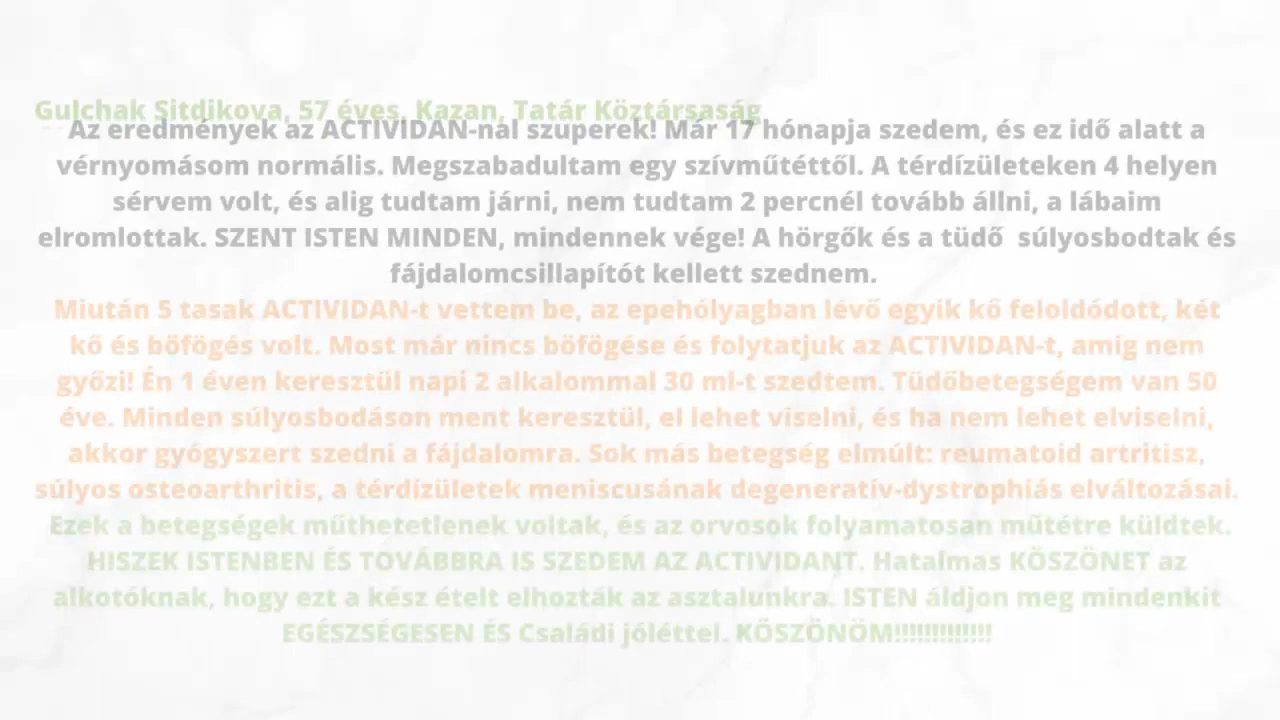 Gulchak Sitdikova, 57 éves, Kazan, Tatár Köztársaság
Az eredmények az ACTIVIDAN-nal szuperek! Már 17 hónapja szedem, és ez idő alatt a
vérnyomásom normális. Megszabadultam egy szívműtéttől. A térdízületeken 4 helyen
sérvem volt, és alig tudtam járni, nem tudtam 2 percnél tovább állni, a lábaim
elromlottak. SZENT ISTEN MINDEN, mindennek vége! A hörgők és a tüdő súlyosbodtak és
fájdalomcsillapítót kellett szednem.
Miután 5 tasak ACTIVIDAN-t vettem be, az epehólyagban lévő egyik kő feloldódott, két
kő és böfögés volt. Most már nincs böfögése és folytatjuk az ACTIVIDAN-t, amíg nem
győzi! Én 1 éven keresztül napi 2 alkalommal 30 ml-t szedtem. Tüdőbetegségem van 50
éve. Minden súlyosbodáson ment keresztül, el lehet viselni, és ha nem lehet elviselni,
akkor gyógyszert szedni a fájdalomra. Sok más betegség elmúlt: reumatoid artritisz,
súlyos osteoarthritis, a térdízületek meniscusának degeneratív-dystrophiás elváltozásai.
Ezek a betegségek műthetetlenek voltak, és az orvosok folyamatosan műtétre küldtek.
HISZEK ISTENBEN ÉS TOVÁBBRA IS SZEDEM AZ ACTIVIDANT. Hatalmas KÖSZÖNET az
alkotóknak, hogy ezt a kész ételt elhozták az asztalunkra. ISTEN áldjon meg mindenkit
EGÉSZSÉGESEN ÉS Családi jóléttel. KÖSZÖNÖM!!!!!!!!!!!!!